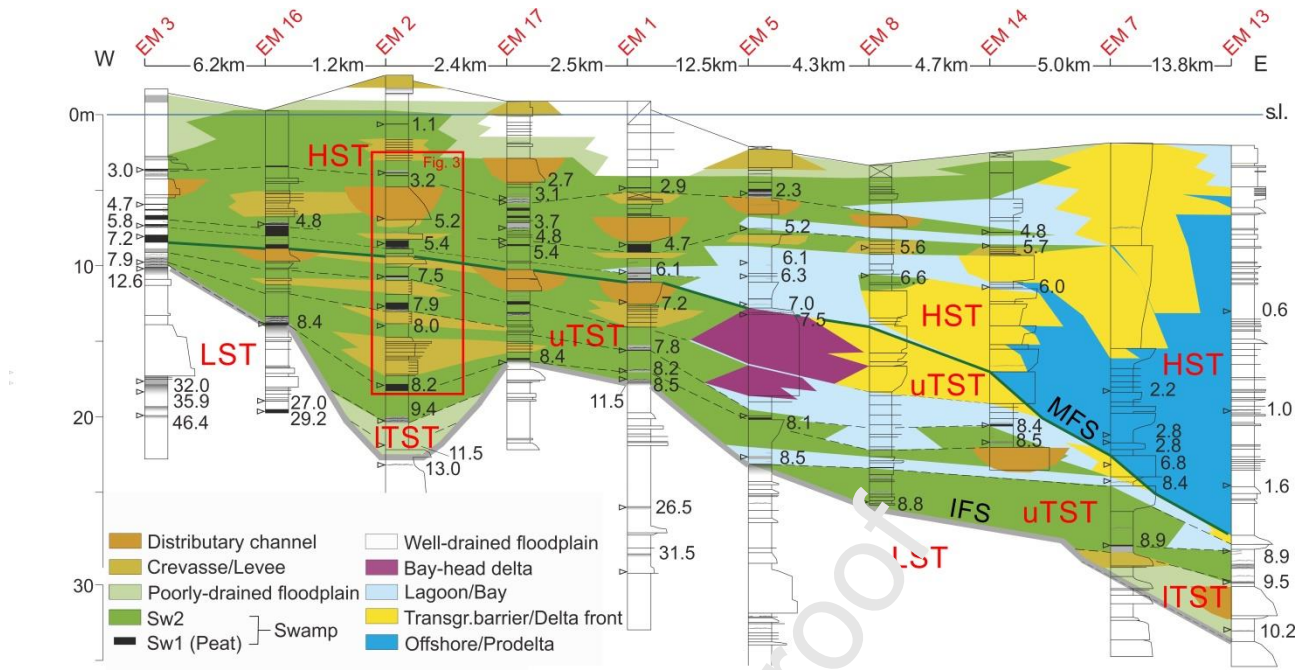 EM 3 EM 16 EM 2 EM 17 EM 1 EM 5 EM 8 EM 14 EM 7 EM 13
W 6.2km 1.2km 2.4km 2.5km 12.5km 4.3km 4.7km 5.0km 13.8km E
0m
s.l.
10
20
30
3.0
4.7
5.8
7.2
7.9
12.6
32.0
35.9
46.4
4.8
8.4
27.0
29.2
1.1
3.2
5.2
5.4
7.5
7.9
8.0
8.2
9.4
11.5
13.0
Fig. 3
2.7
3.1
3.7
4.8
5.4
8.4
2.9
4.7
6.1
7.2
7.8
8.2
8.5
11.5
26.5
31.5
2.3
5.2
6.1
6.3
7.0
7.5
8.1
8.5
5.6
6.6
8.8
4.8
5.7
6.0
8.4
8.5
2.2
2.8
2.8
6.8
8.4
8.9
0.6
1.0
1.6
8.9
9.5
10.2
HST
LST
lTST
uTST
HST
uTST
MFS
HST
IFS
uTST
LST
lTST
roof
Distributary channel
Crevasse/Levee
Poorly-drained floodplain
Sw2
Sw1 (Peat)
Swamp
Well-drained floodplain
Bay-head delta
Lagoon/Bay
Transgr.barrier/Delta front
Offshore/Prodelta